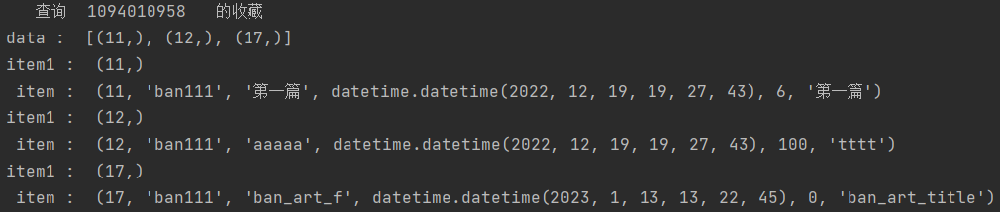 查询 1094010958 的收藏
data : [(11,), (12,), (17,)]
item1 : (11,)
item : (11, 'ban111', '第一篇', datetime.datetime(2022, 12, 19, 19, 27, 43), 6, '第一篇')
item1 : (12,)
item : (12, 'ban111', 'aaaaa', datetime.datetime(2022, 12, 19, 19, 27, 43), 100, 'tttt')
item1 : (17,)
item : (17, 'ban111', 'ban_art_f', datetime.datetime(2023, 1, 13, 13, 22, 45), 0, 'ban_art_title')